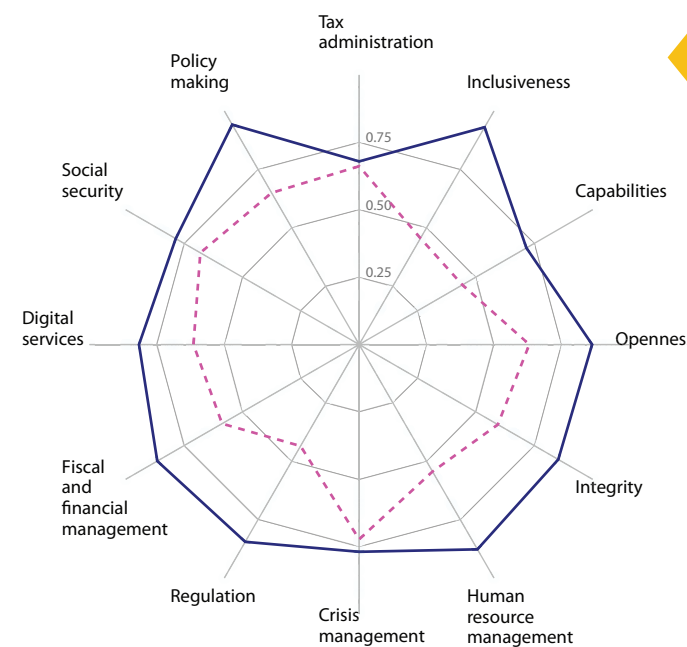 Tax
administration
Policy
making
Inclusiveness
0.75
Social
security
Capabilities
0.50
0.25
Digital
services
Opennes
Fiscal
and
financial
management
Integrity
Regulation
Crisis
management
Human
resource
management